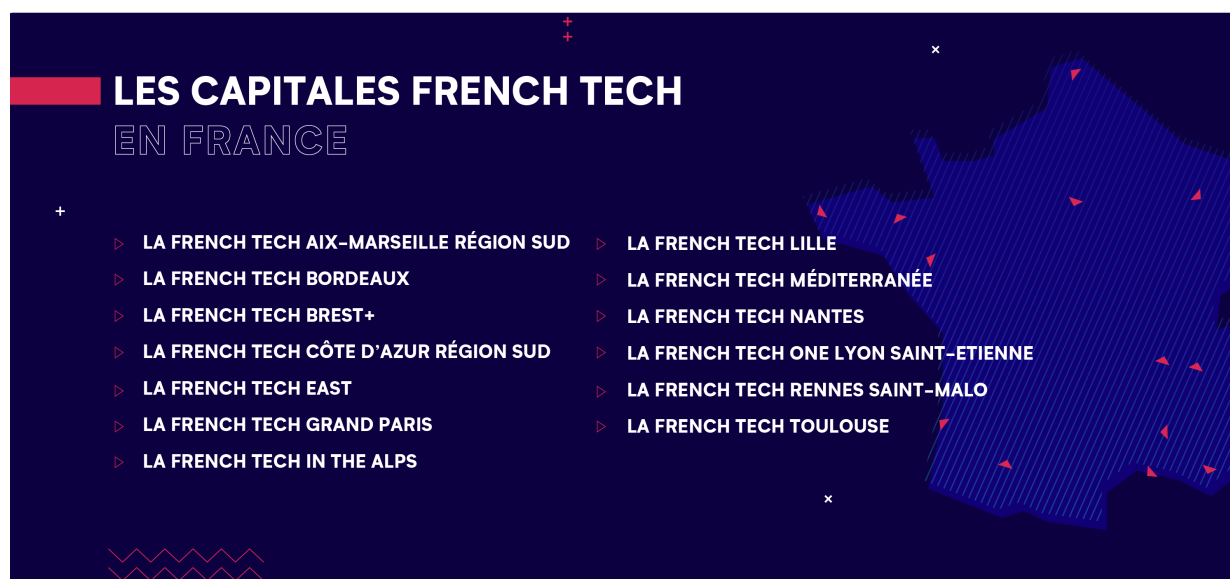 LES CAPITALES FRENCH TECH
EN FRANCE
LA FRENCH TECH AIX-MARSEILLE RÉGION SUD
LA FRENCH TECH BORDEAUX
LA FRENCH TECH BREST+
LA FRENCH TECH CÔTE D'AZUR RÉGION SUD
LA FRENCH TECH EAST
LA FRENCH TECH GRAND PARIS
LA FRENCH TECH IN THE ALPS
LA FRENCH TECH LILLE
LA FRENCH TECH MÉDITERRANÉE
LA FRENCH TECH NANTES
LA FRENCH TECH ONE LYON SAINT-ETIENNE
LA FRENCH TECH RENNES SAINT-MALO
LA FRENCH TECH TOULOUSE